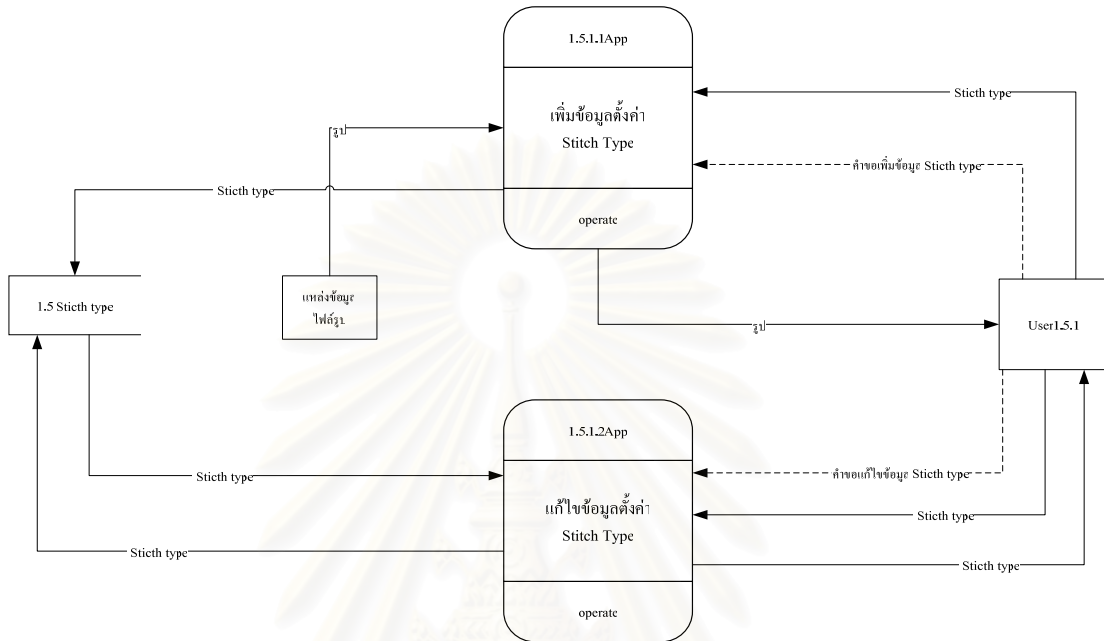 1.5.1.1App
เพิ่มข้อมูลตั้งค่า
Stitch Type
operate
Sticth type
คำขอเพิ่มข้อมูล Sticth type
รูป
Sticth type
1.5 Sticth type
แหล่งข้อมูล
ไฟล์รูป
รูป
User1.5.1
1.5.1.2App
แก้ไขข้อมูลตั้งค่า
Stitch Type
operate
คำขอแก้ไขข้อมูล Sticth type
Sticth type
Sticth type
Sticth type
Sticth type